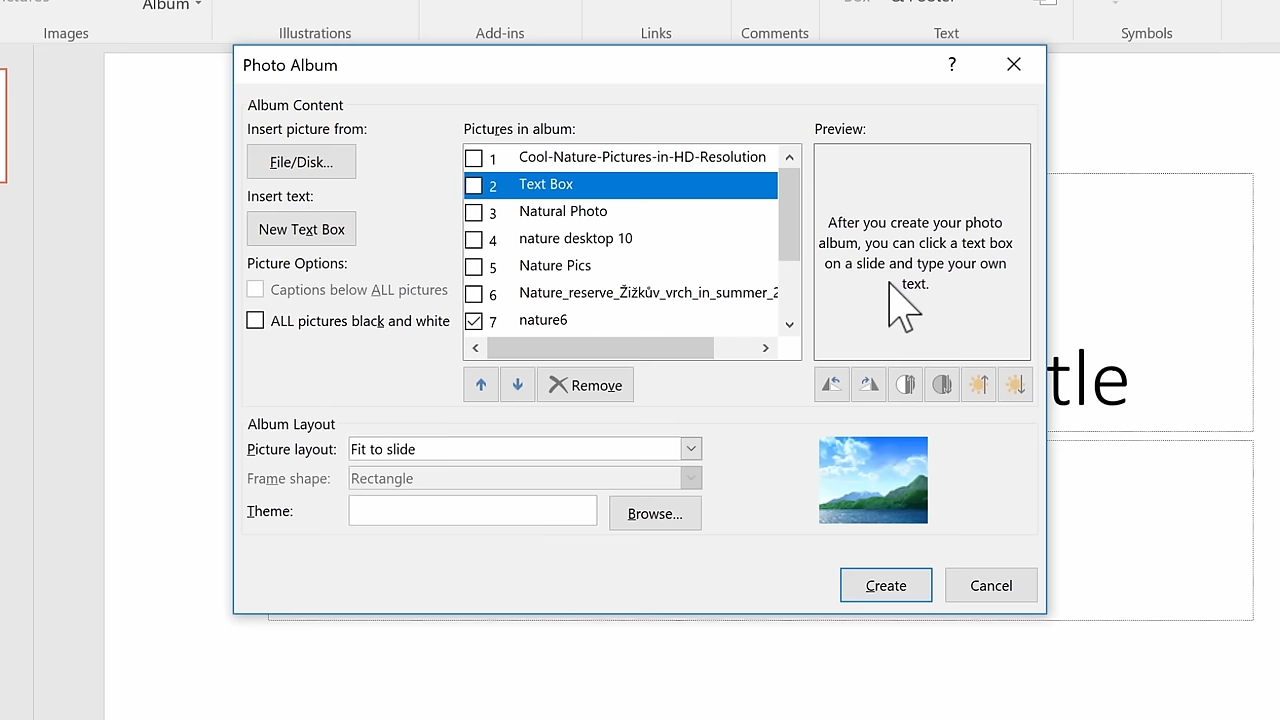 Album
Images
Illustrations
Add-ins
Links
Comments
Text
Symbols
Photo Album
?
Album Content
Insert picture from:
File/Disk...
Insert text:
New Text Box
Picture Options:
Captions below ALL pictures
ALL pictures black and white
Pictures in album:
1 Cool-Nature-Pictures-in-HD-Resolution
2 Text Box
3 Natural Photo
4 nature desktop 10
5 Nature Pics
6 Nature_reserve_Žižkův_vrch_in_summer_2
7 nature6
Remove
Preview:
After you create your photo
album, you can click a text box
on a slide and type your own
text.
tle
Album Layout
Picture layout: Fit to slide
Frame shape: Rectangle
Theme:
Browse...
Create
Cancel